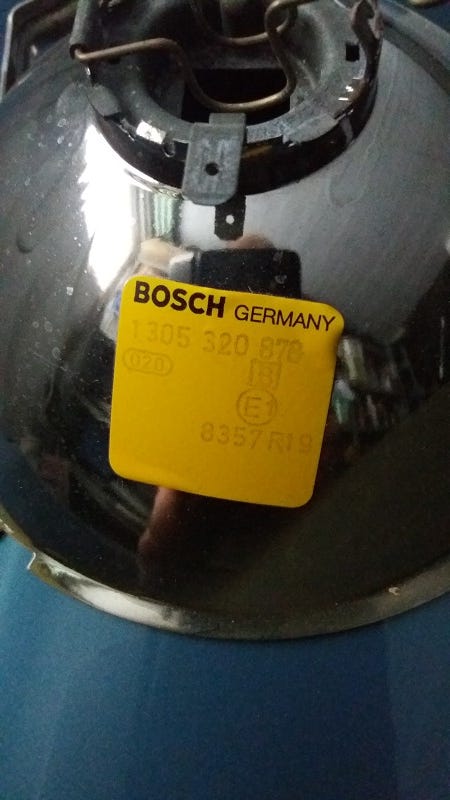 BOSCH GERMANY
1 305 320 878
020
B
E1
8357 R19